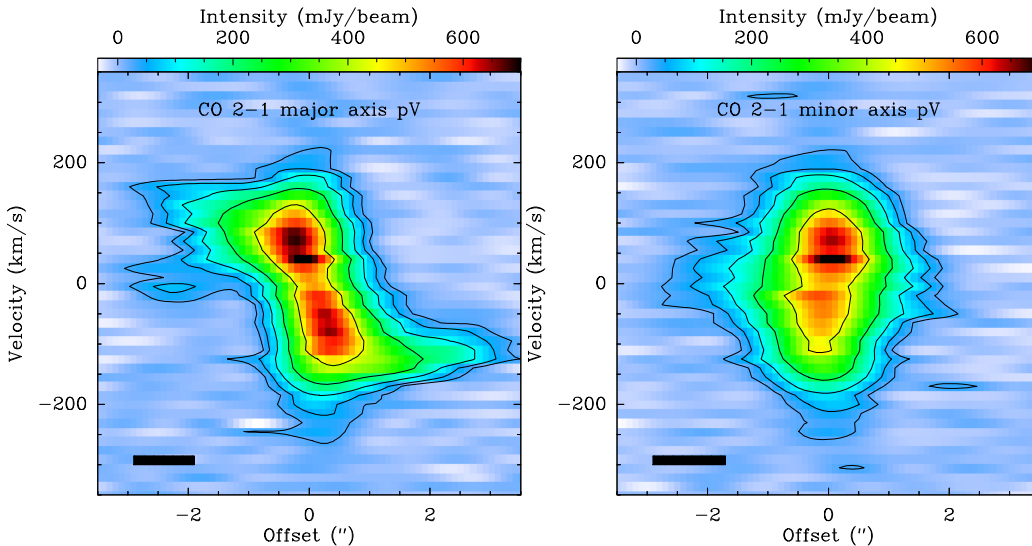 Intensity (mJy/beam)
0 200 400 600
CO 2−1 major axis pV
200
0
−200
Velocity (km/s)
−2 0 2
Offset (")
Intensity (mJy/beam)
0 200 400 600
CO 2−1 minor axis pV
200
0
−200
Velocity (km/s)
−2 0 2
Offset (")